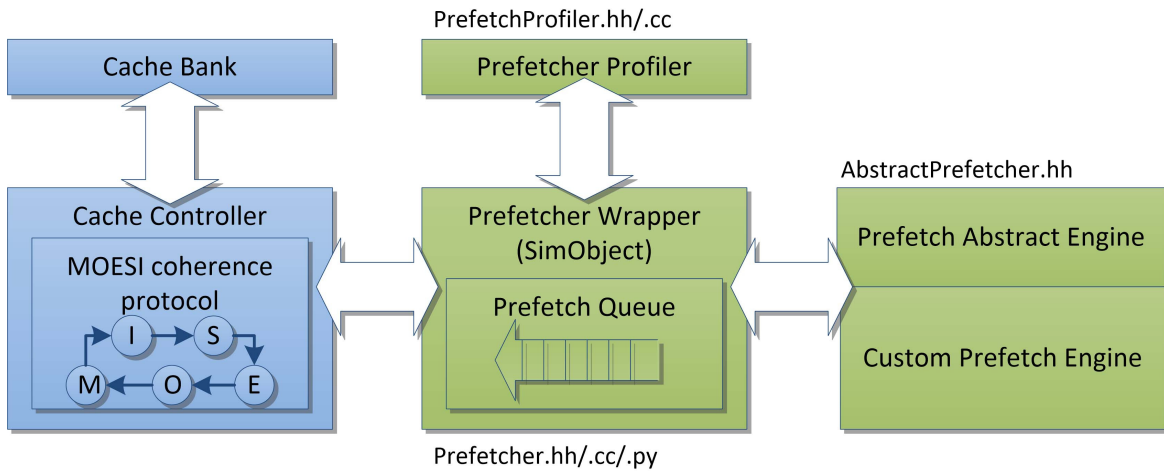 PrefetchProfiler.hh/.cc
Cache Bank
Prefetcher Profiler
AbstractPrefetcher.hh
Cache Controller
MOESI coherence
protocol
I
S
M
O
E
Prefetcher Wrapper
(SimObject)
Prefetch Queue
Prefetch Abstract Engine
Custom Prefetch Engine
Prefetcher.hh/.cc/.py